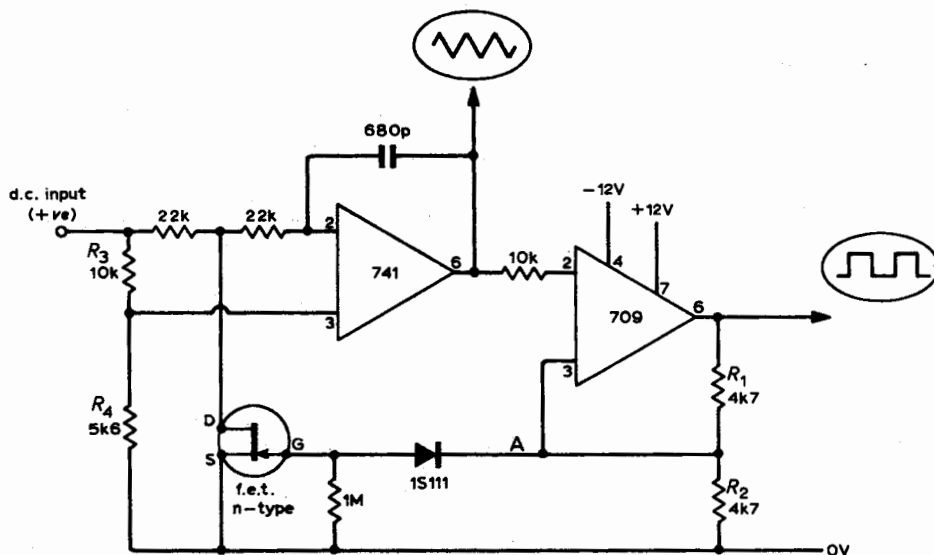 680p
d.c. input
(+ve)
22k
22k
R3
10k
2
741
6
3
10k
-12V
+12V
2
4
7
709
6
3
R1
4k7
R4
5k6
D
S
G
f.e.t.
n-type
1M
1S111
A
R2
4k7
0V